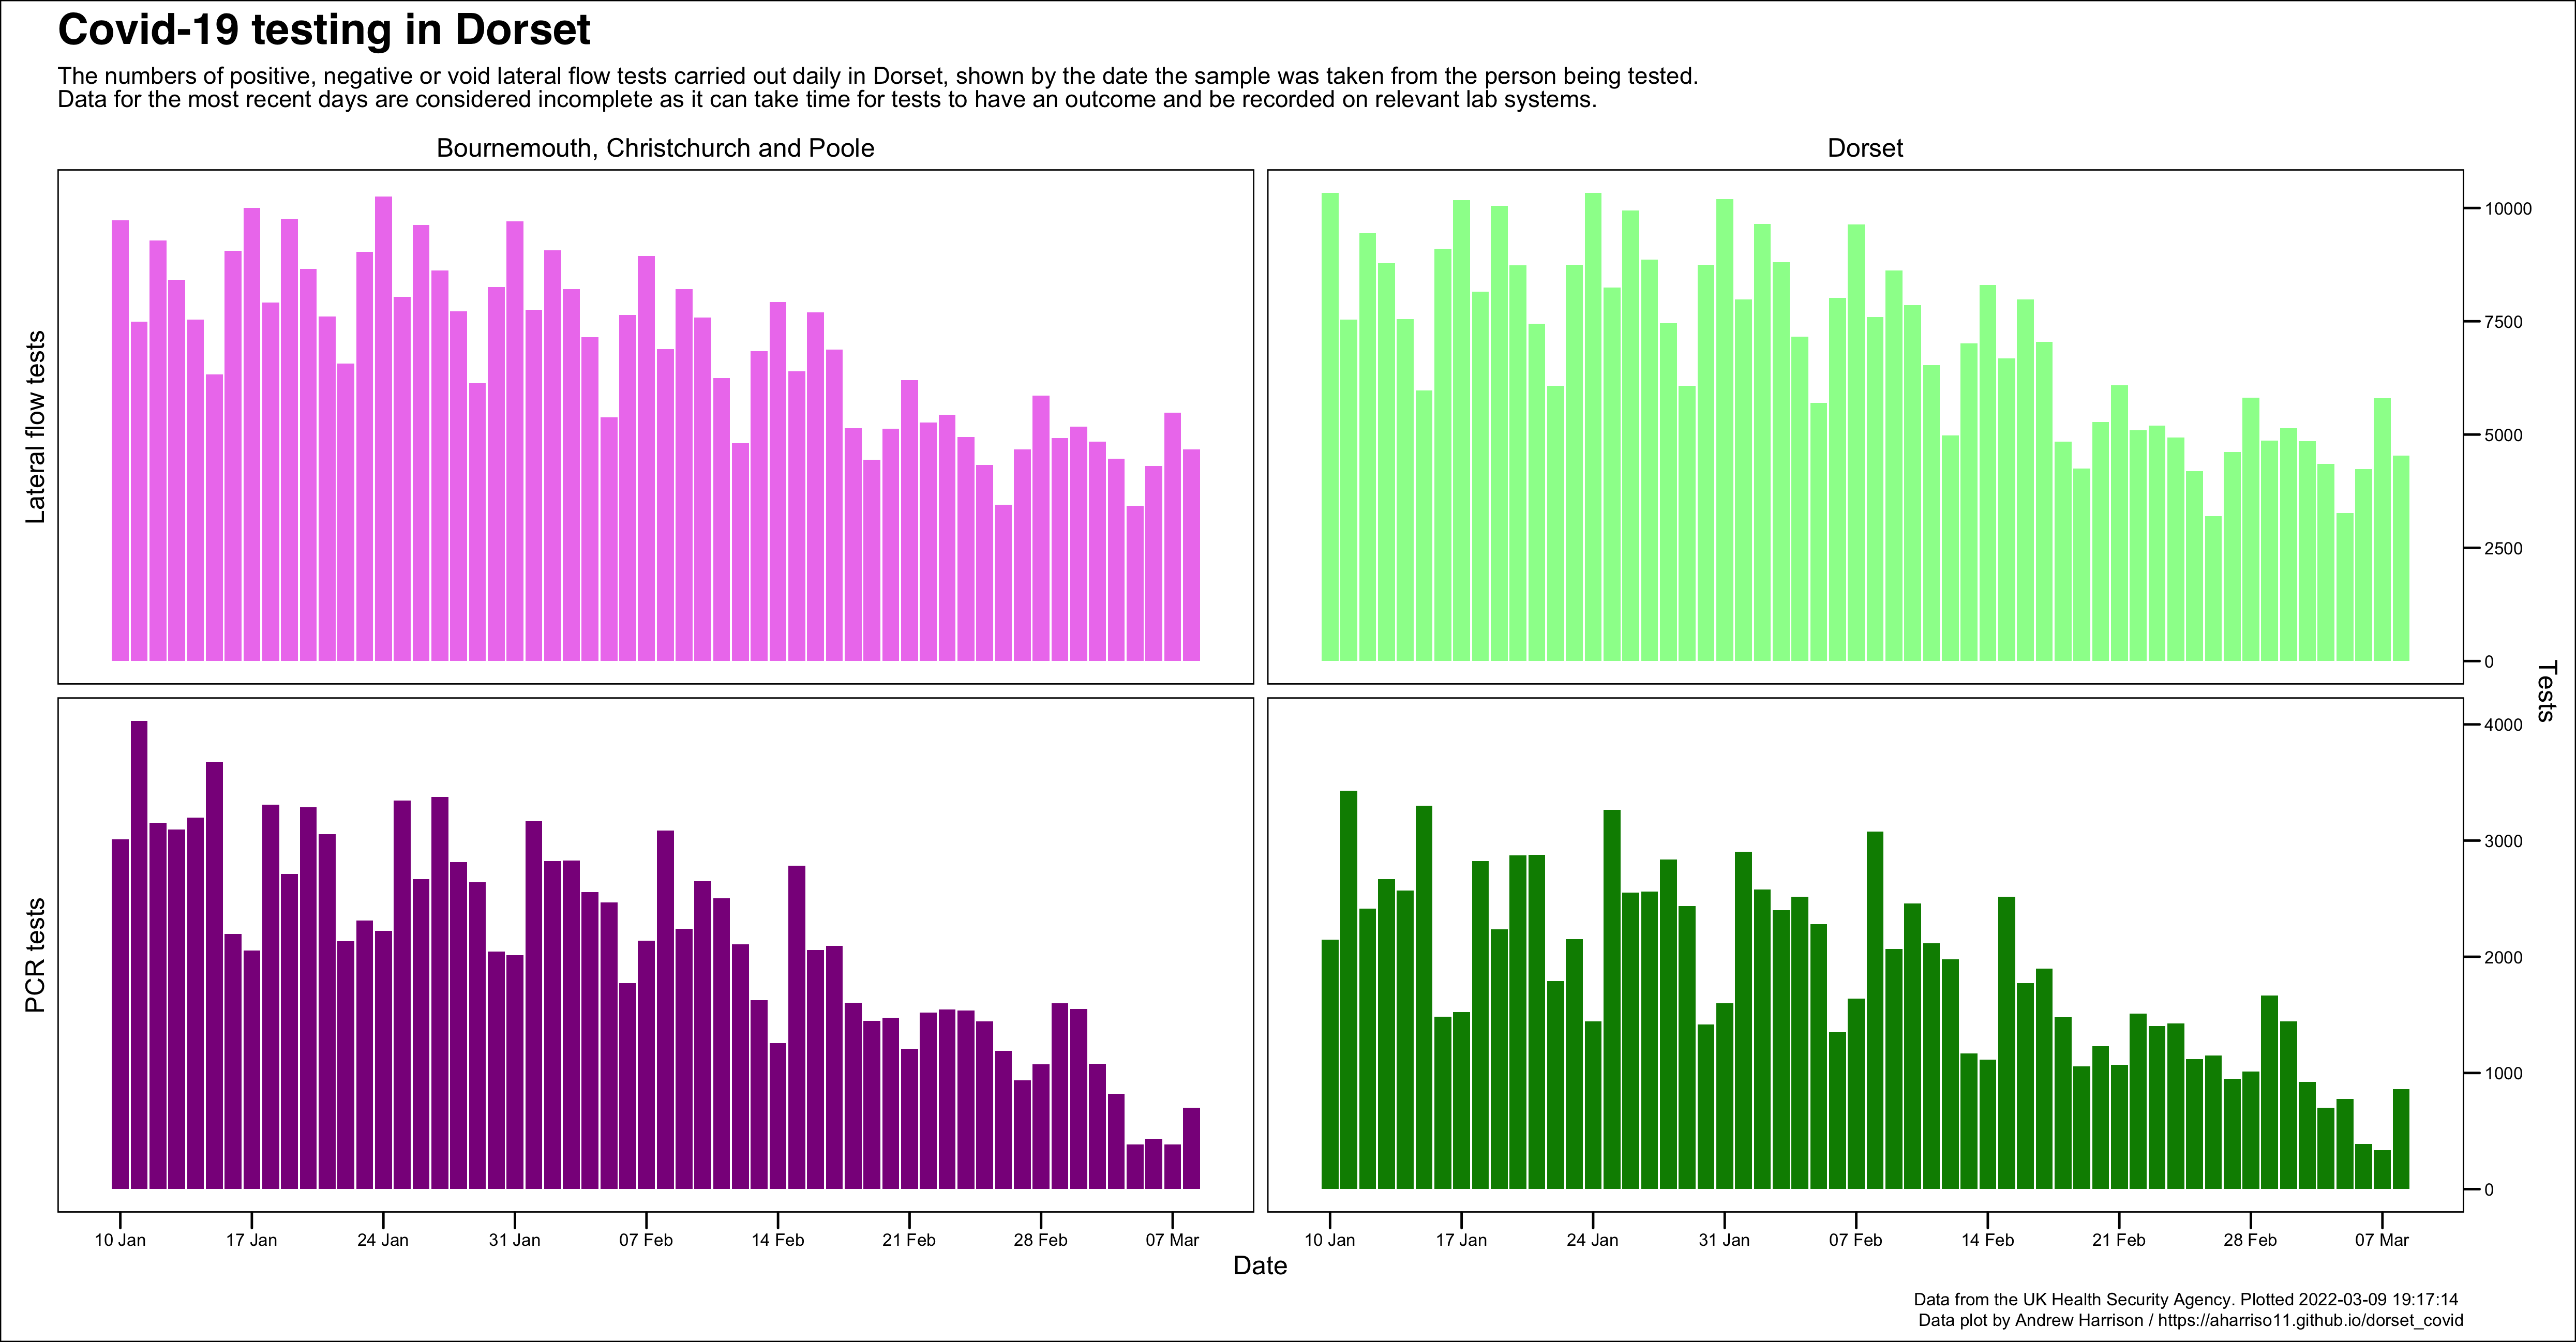 Covid-19 testing in Dorset
The numbers of positive, negative or void lateral flow tests carried out daily in Dorset, shown by the date the sample was taken from the person being tested.
Data for the most recent days are considered incomplete as it can take time for tests to have an outcome and be recorded on relevant lab systems.
Bournemouth, Christchurch and Poole
Dorset
Lateral flow tests
10000
7500
5000
2500
0
Tests
PCR tests
4000
3000
2000
1000
0
10 Jan 17 Jan 24 Jan 31 Jan 07 Feb 14 Feb 21 Feb 28 Feb 07 Mar
10 Jan 17 Jan 24 Jan 31 Jan 07 Feb 14 Feb 21 Feb 28 Feb 07 Mar
Date
Data from the UK Health Security Agency. Plotted 2022-03-09 19:17:14
Data plot by Andrew Harrison / https://aharriso11.github.io/dorset_covid